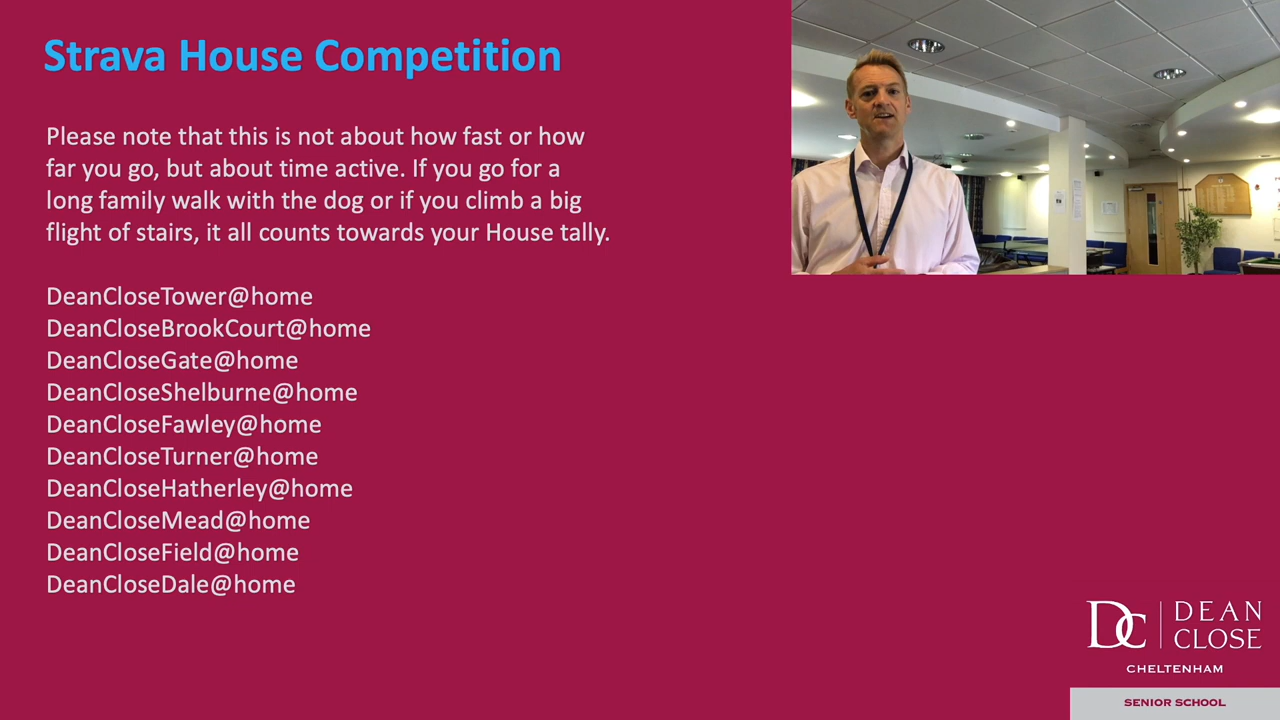 Strava House Competition
Please note that this is not about how fast or how
far you go, but about time active. If you go for a
long family walk with the dog or if you climb a big
flight of stairs, it all counts towards your House tally.
DeanCloseTower@home
DeanCloseBrookCourt@home
DeanCloseGate@home
DeanCloseShelburne@home
DeanCloseFawley@home
DeanCloseTurner@home
DeanCloseHatherley@home
DeanCloseMead@home
DeanCloseField@home
DeanCloseDale@home
DC
DEAN
CLOSE
CHELTENHAM
SENIOR SCHOOL